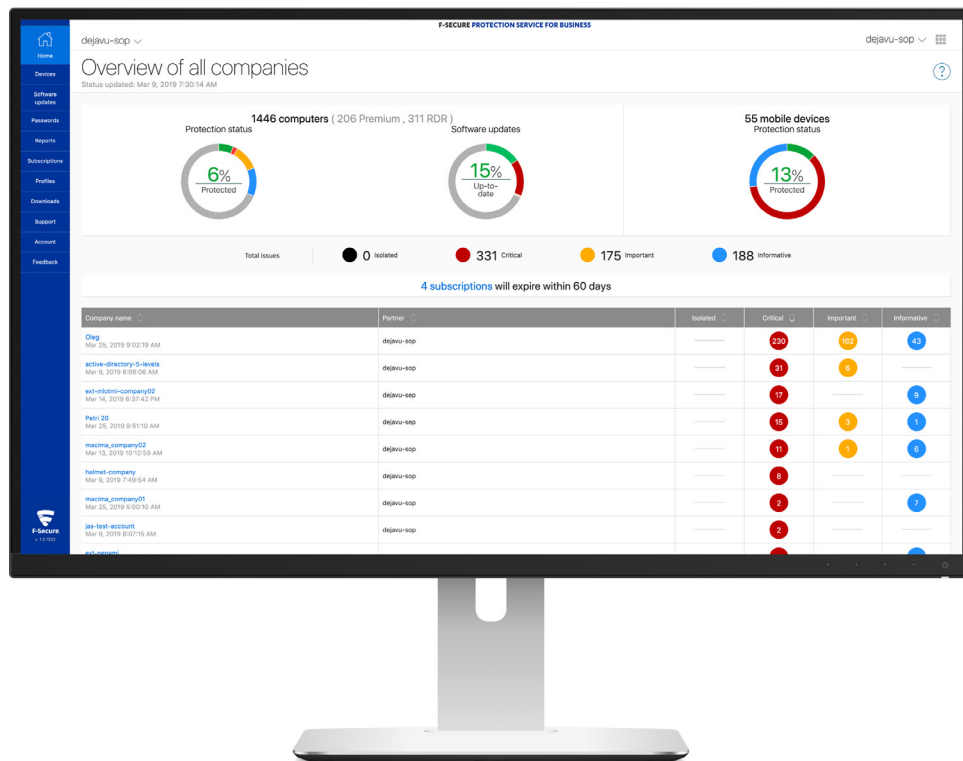 F-SECURE PROTECTION SERVICE FOR BUSINESS
dejavu-sop
dejavu-sop
Home
Devices
Software
updates
Passwords
Reports
Subscriptions
Profiles
Downloads
Support
Account
Feedback
F-Secure
Overview of all companies
Status updated: Mar 9, 2019 7:30:14 AM
?
1446 computers ( 206 Premium , 311 RDR )
Protection status
Software updates
6%
Protected
15%
Up-to-
date
55 mobile devices
Protection status
13%
Protected
Total issues 0 Isolated 331 Critical 175 Important 188 Informative
4 subscriptions will expire within 60 days
Company name Partner Isolated Critical Important Informative
Oleg
Mar 25, 2019 9:02:19 AM
dejavu-sop 230 162 43
active-directory-5-levels
Mar 9, 2019 8:08:06 AM
dejavu-sop 31 6
ext-mlotmi-company02
Mar 14, 2019 6:37:42 PM
dejavu-sep 17 9
Petri 20
Mar 25, 2019 9:51:10 AM
dejavu-sep 15 3 1
macima_company02
Mar 13, 2019 10:12:59 AM
dejavu-sop 11 1 6
helmet-company
Mar 9, 2019 7:49:54 AM
dejavu-sop 8
macima_company01
Mar 25, 2019 5:00:10 AM
dejavu-sop 2 7
jas-test-account
Mar 9, 2019 8:07:15 AM
dejavu-sop 2